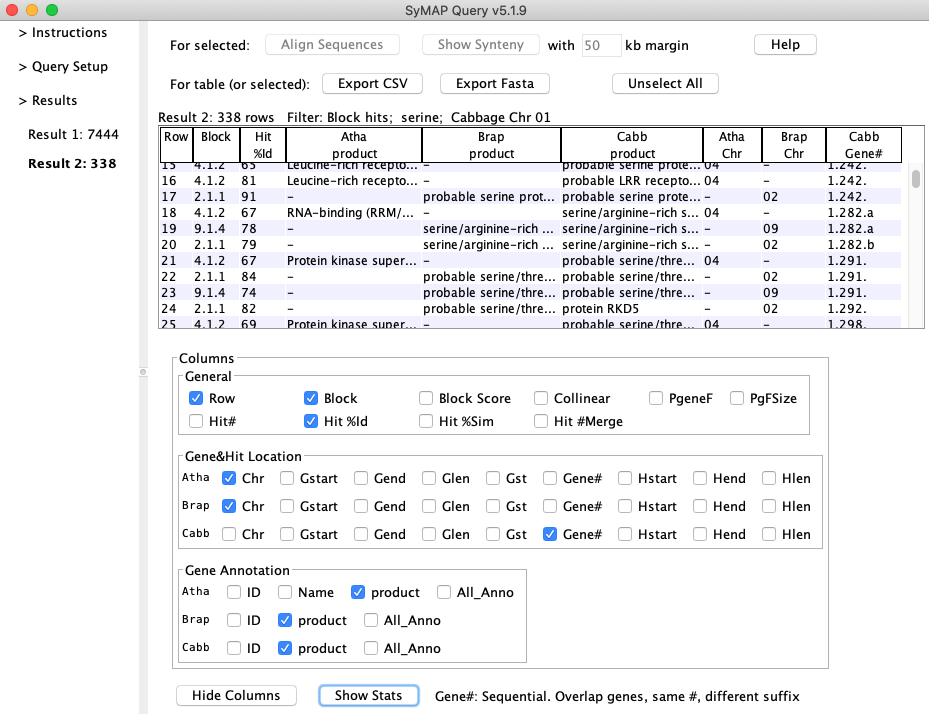 SyMAP Query v5.1.9
> Instructions
> Query Setup
> Results
Result 1: 7444
Result 2: 338
For selected: Align Sequences Show Synteny with 50 kb margin Help
For table (or selected): Export CSV Export Fasta Unselect All
Result 2: 338 rows Filter: Block hits; serine; Cabbage Chr 01
Row Block Hit %Id Atha product Brap product Cabb product Atha Chr Brap Chr Cabb Gene#
15 4.1.2 65 Leucine-rich recepto... – probable serine prote... 04 – 1.242.
16 4.1.2 81 Leucine-rich recepto... – probable LRR recepto... 04 – 1.242.
17 2.1.1 91 – probable serine prot... probable serine prote... – 02 1.242.
18 4.1.2 67 RNA-binding (RRM/... – serine/arginine-rich s... 04 – 1.282.a
19 9.1.4 78 – serine/arginine-rich ... serine/arginine-rich s... – 09 1.282.a
20 2.1.1 79 – serine/arginine-rich ... serine/arginine-rich s... – 02 1.282.b
21 4.1.2 67 Protein kinase super... – probable serine/thre... 04 – 1.291.
22 2.1.1 84 – probable serine/thre... probable serine/thre... – 02 1.291.
23 9.1.4 74 – probable serine/thre... probable serine/thre... – 09 1.291.
24 2.1.1 82 – probable serine/thre... protein RKD5 – 02 1.292.
25 4.1.2 69 Protein kinase super... – probable serine/thre... 04 – 1.298.
Columns
General
Row Block Block Score Collinear PgeneF PgFSize
Hit# Hit %Id Hit %Sim Hit #Merge
Gene&Hit Location
Atha Chr Gstart Gend Glen Gst Gene# Hstart Hend Hlen
Brap Chr Gstart Gend Glen Gst Gene# Hstart Hend Hlen
Cabb Chr Gstart Gend Glen Gst Gene# Hstart Hend Hlen
Gene Annotation
Atha ID Name product All_Anno
Brap ID product All_Anno
Cabb ID product All_Anno
Hide Columns Show Stats Gene#: Sequential. Overlap genes, same #, different suffix